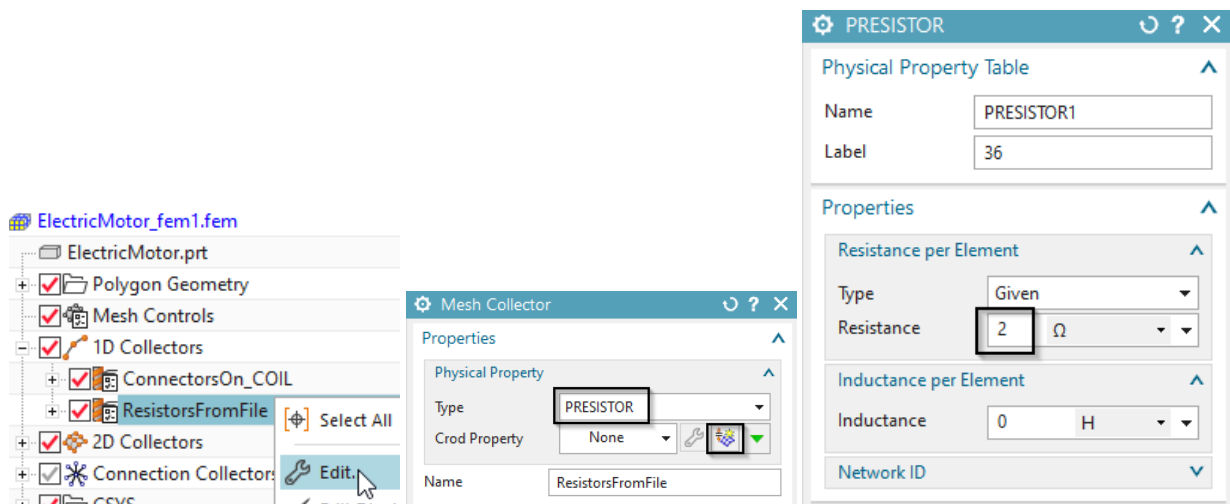 ElectricMotor_fem1.fem
ElectricMotor.prt
Polygon Geometry
Mesh Controls
1D Collectors
ConnectorsOn_COIL
ResistorsFromFile
2D Collectors
Connection Collector
CSYS
Select All
Edit.
Mesh Collector
Properties
Physical Property
Type PRESISTOR
Crod Property None
Name ResistorsFromFile
PRESISTOR
Physical Property Table
Name PRESISTOR1
Label 36
Properties
Resistance per Element
Type Given
Resistance 2 Ω
Inductance per Element
Inductance 0 H
Network ID